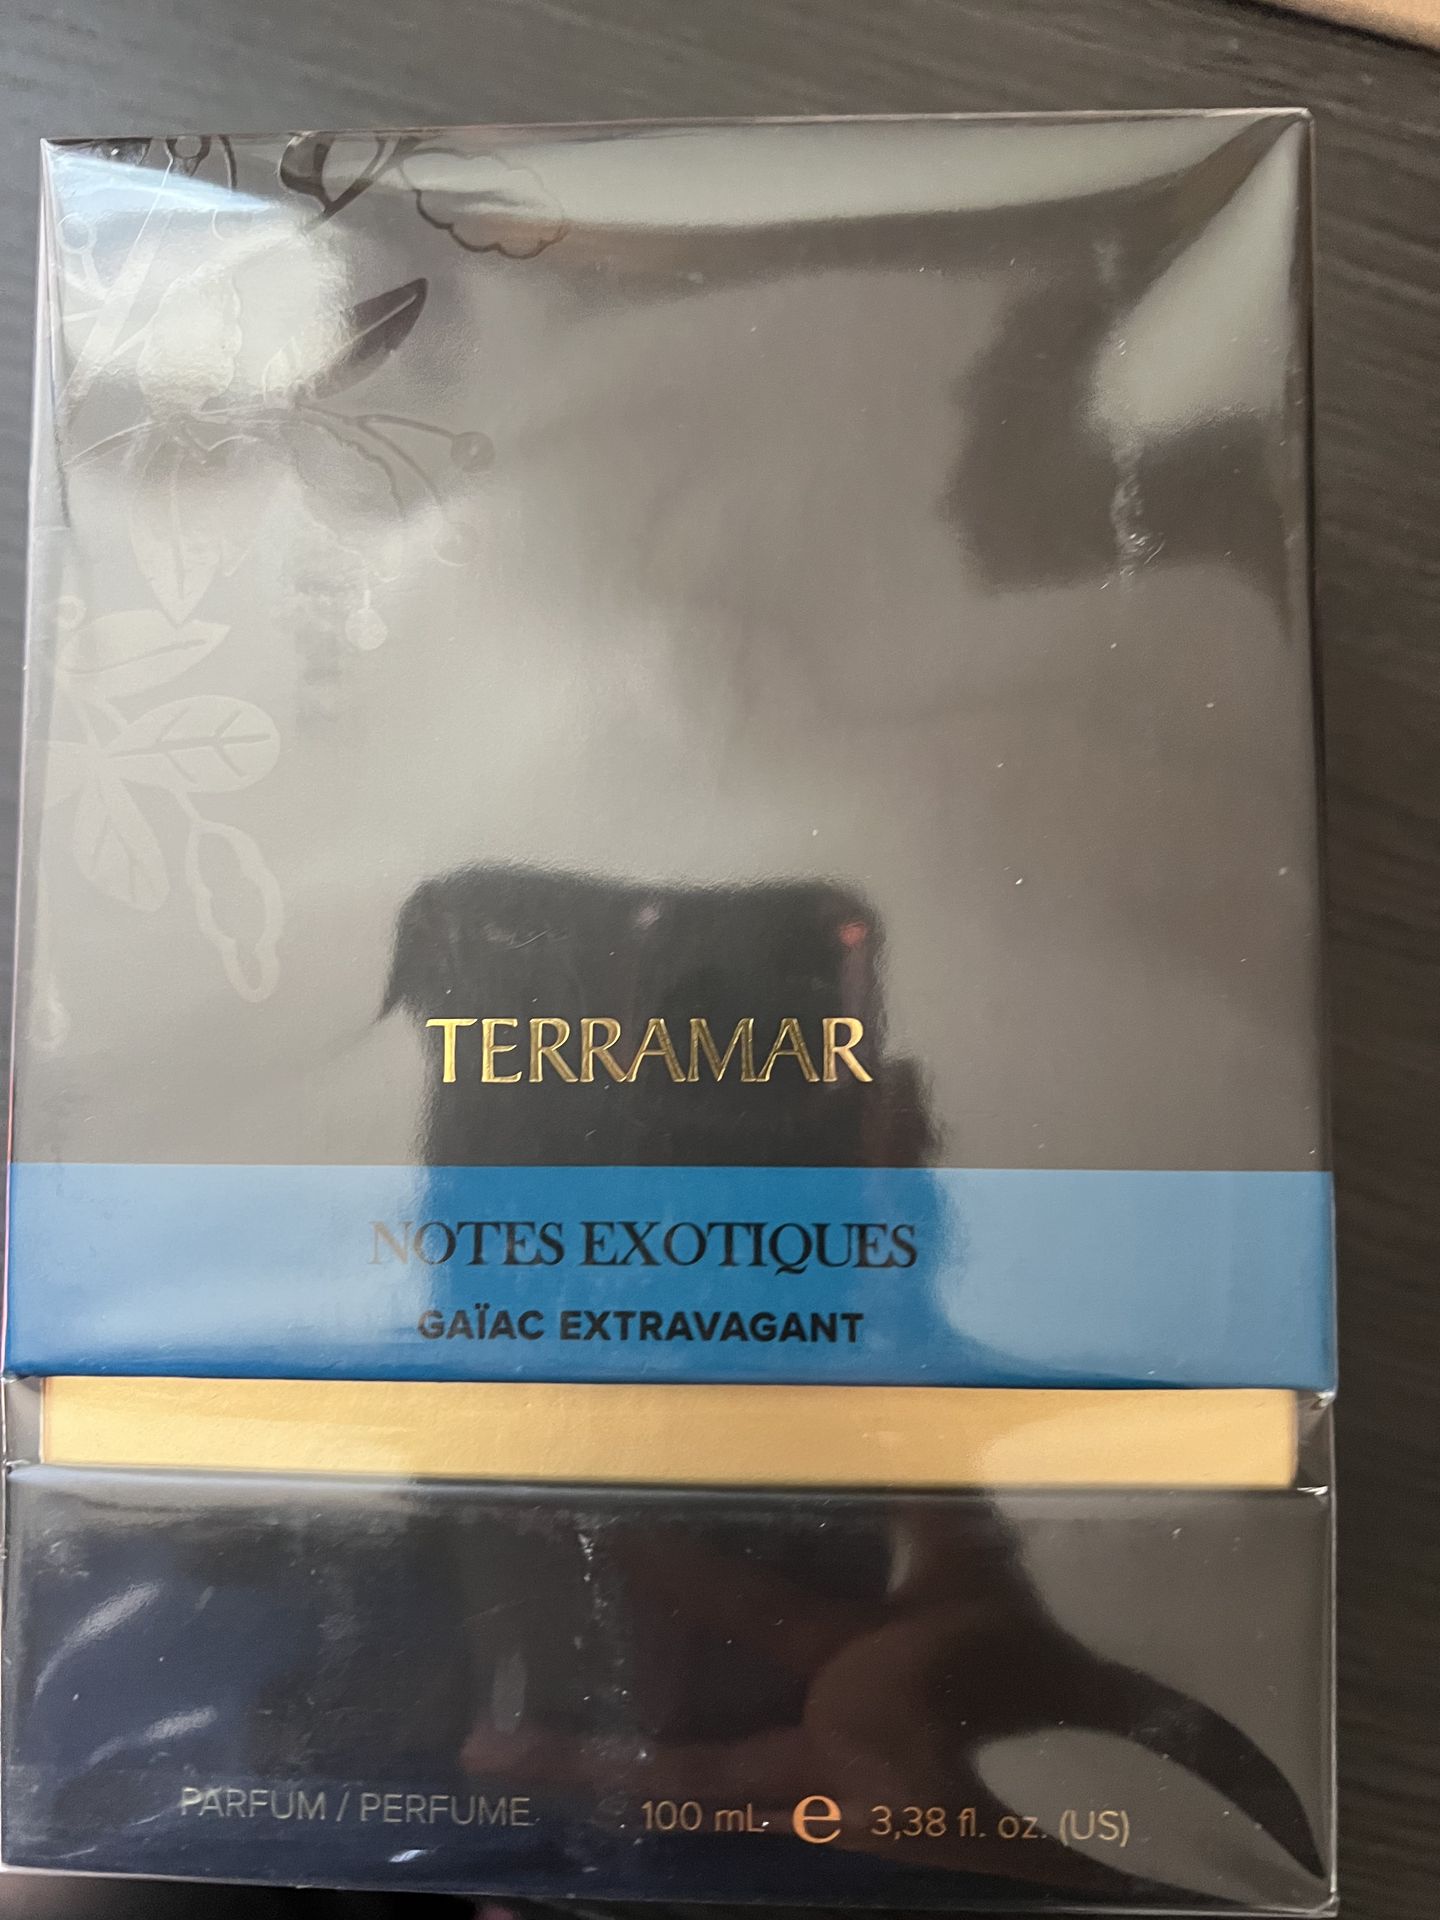 TERRAMAR
NOTES EXOTIQUES
GAÏAC EXTRAVAGANT
PARFUM / PERFUME 100 mL e 3,38 fl. oz. (US)